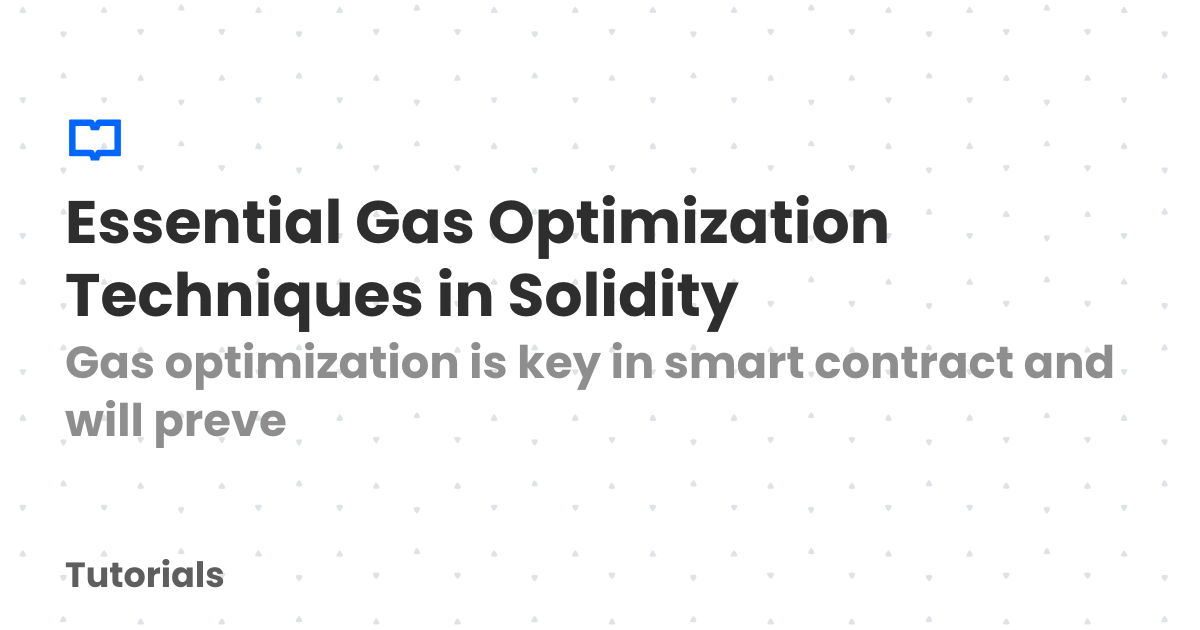 Essential Gas Optimization
Techniques in Solidity
Gas optimization is key in smart contract and
will preve
Tutorials